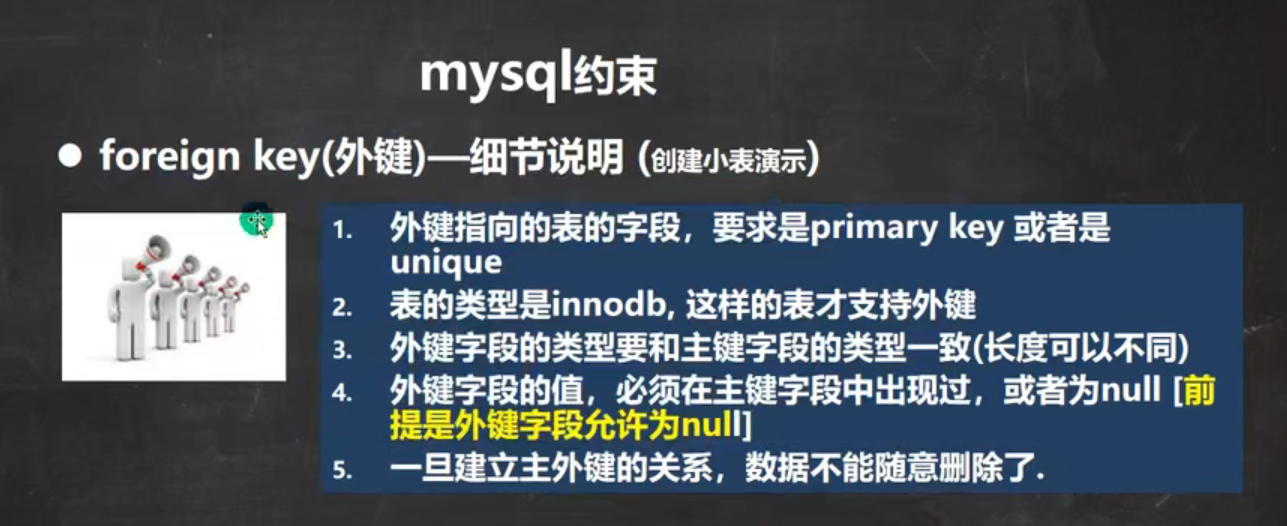 mysql约束
● foreign key(外键)—细节说明 (创建小表演示)
1. 外键指向的表的字段，要求是primary key 或者是
unique
2. 表的类型是innodb, 这样的表才支持外键
3. 外键字段的类型要和主键字段的类型一致(长度可以不同)
4. 外键字段的值，必须在主键字段中出现过，或者为null [前
提是外键字段允许为null]
5. 一旦建立主外键的关系，数据不能随意删除了.